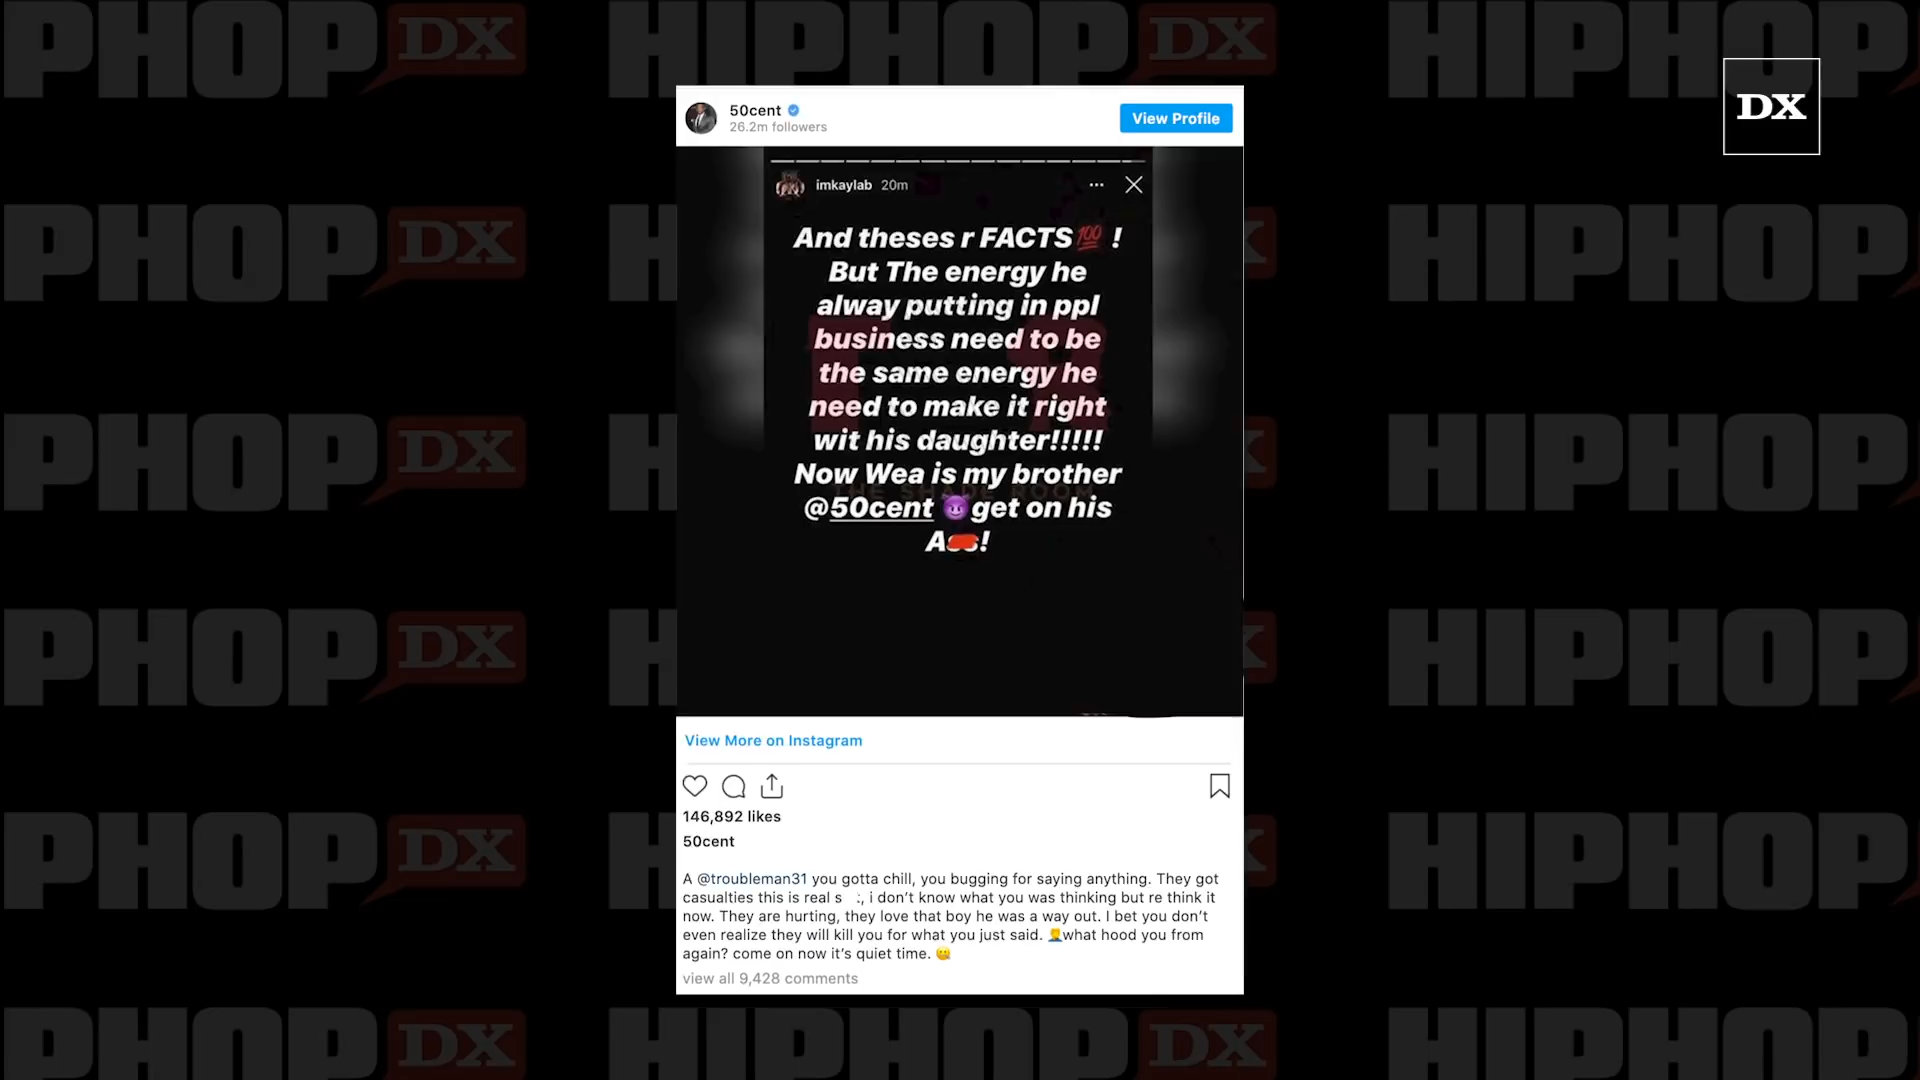 PHOPDX HIPHOPDX HIPHOP
DX
50cent
26.2m followers
View Profile
imkaylab 20m
And theses r FACTS💯 !
But The energy he
alway putting in ppl
business need to be
the same energy he
need to make it right
wit his daughter!!!!!
Now Wea is my brother
THE SHADE ROOM
@50cent 😈get on his
Ass!
View More on Instagram
146,892 likes
50cent
A @troubleman31 you gotta chill, you bugging for saying anything. They got
casualties this is real s :, i don’t know what you was thinking but re think it
now. They are hurting, they love that boy he was a way out. I bet you don’t
even realize they will kill you for what you just said. 🤦what hood you from
again? come on now it’s quiet time. 🤐
view all 9,428 comments